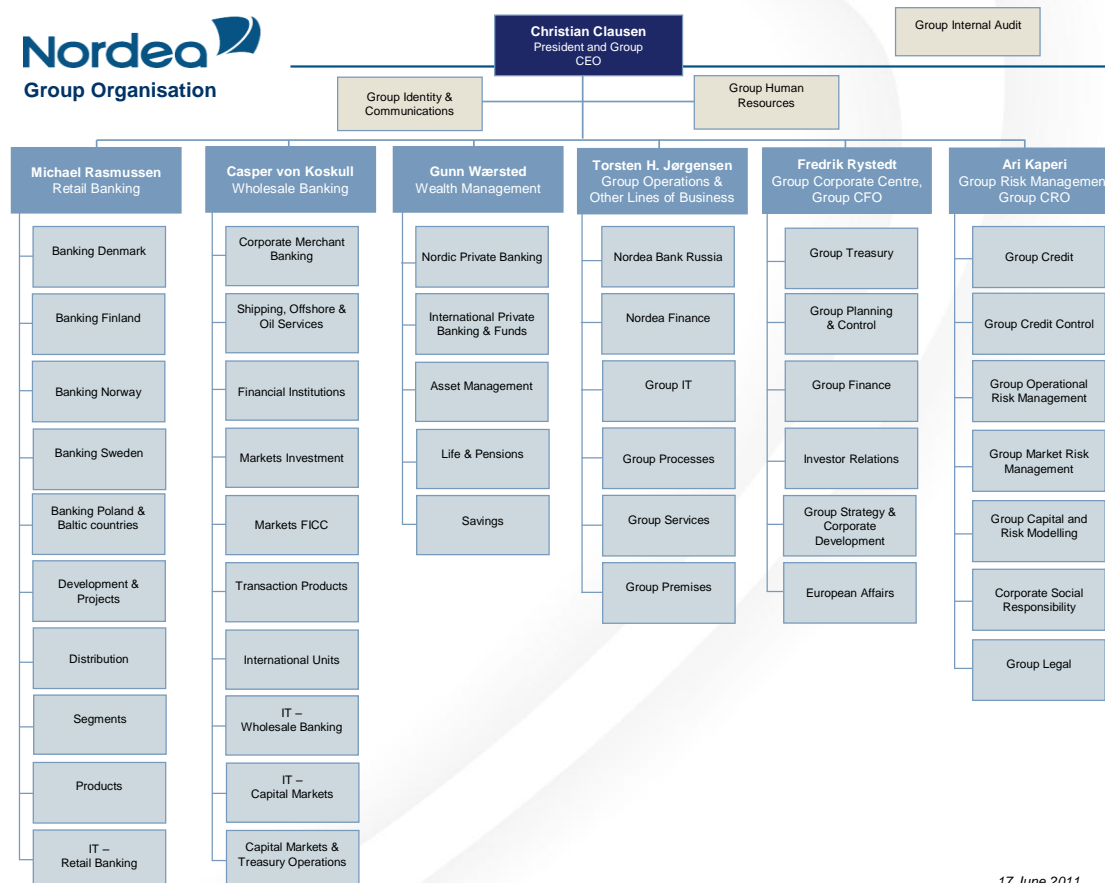 Nordea
Group Organisation
Christian Clausen
President and Group
CEO
Group Internal Audit
Group Identity &
Communications
Group Human
Resources
Michael Rasmussen
Retail Banking
Banking Denmark
Banking Finland
Banking Norway
Banking Sweden
Banking Poland &
Baltic countries
Development &
Projects
Distribution
Segments
Products
IT –
Retail Banking
Casper von Koskull
Wholesale Banking
Corporate Merchant
Banking
Shipping, Offshore &
Oil Services
Financial Institutions
Markets Investment
Markets FICC
Transaction Products
International Units
IT –
Wholesale Banking
IT –
Capital Markets
Capital Markets &
Treasury Operations
Gunn Wærsted
Wealth Management
Nordic Private Banking
International Private
Banking & Funds
Asset Management
Life & Pensions
Savings
Torsten H. Jørgensen
Group Operations &
Other Lines of Business
Nordea Bank Russia
Nordea Finance
Group IT
Group Processes
Group Services
Group Premises
Fredrik Rystedt
Group Corporate Centre,
Group CFO
Group Treasury
Group Planning
& Control
Group Finance
Investor Relations
Group Strategy &
Corporate
Development
European Affairs
Ari Kaperi
Group Risk Managemen
Group CRO
Group Credit
Group Credit Control
Group Operational
Risk Management
Group Market Risk
Management
Group Capital and
Risk Modelling
Corporate Social
Responsibility
Group Legal
17 June 2011